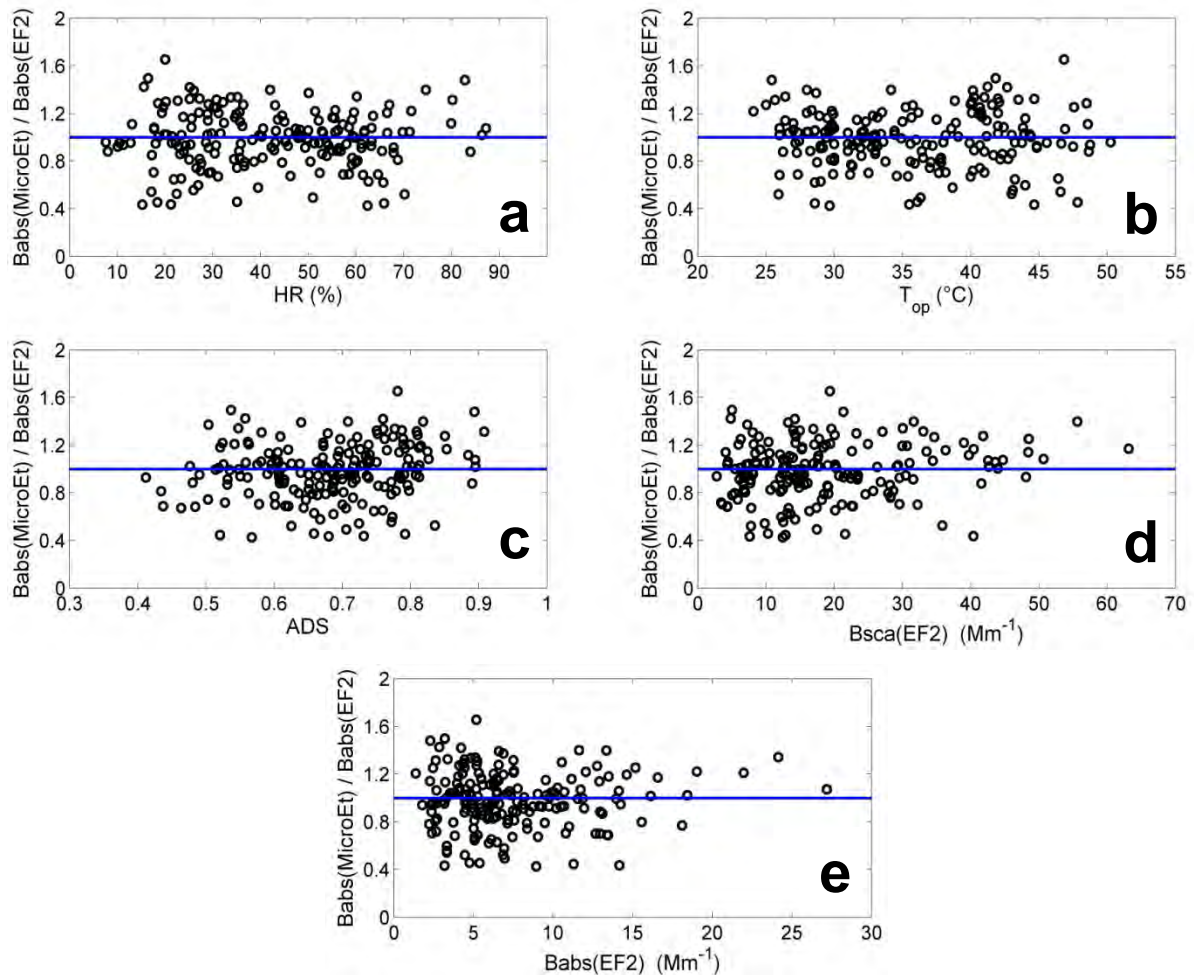 Babs(MicroEt) / Babs(EF2)
2
1.6
1.2
0.8
0.4
0
0 10 20 30 40 50 60 70 80 90
HR (%)
a
Babs(MicroEt) / Babs(EF2)
2
1.6
1.2
0.8
0.4
0
20 25 30 35 40 45 50 55
Top (°C)
b
Babs(MicroEt) / Babs(EF2)
2
1.6
1.2
0.8
0.4
0
0.3 0.4 0.5 0.6 0.7 0.8 0.9 1
ADS
c
Babs(MicroEt) / Babs(EF2)
2
1.6
1.2
0.8
0.4
0
0 10 20 30 40 50 60 70
Bsca(EF2) (Mm⁻¹)
d
Babs(MicroEt) / Babs(EF2)
2
1.6
1.2
0.8
0.4
0
0 5 10 15 20 25 30
Babs(EF2) (Mm⁻¹)
e